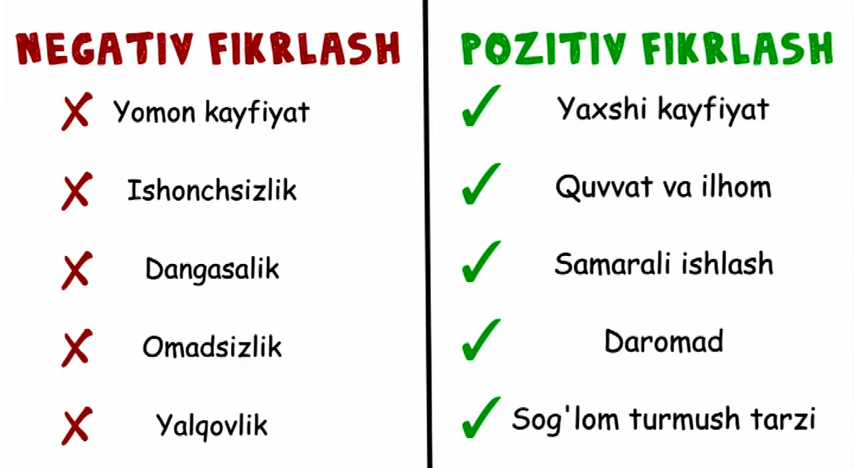 NEGATIV FIKRLASH
Yomon kayfiyat
Ishonchsizlik
Dangasalik
Omadsizlik
Yalqovlik
POZITIV FIKRLASH
Yaxshi kayfiyat
Quvvat va ilhom
Samarali ishlash
Daromad
Sog'lom turmush tarzi